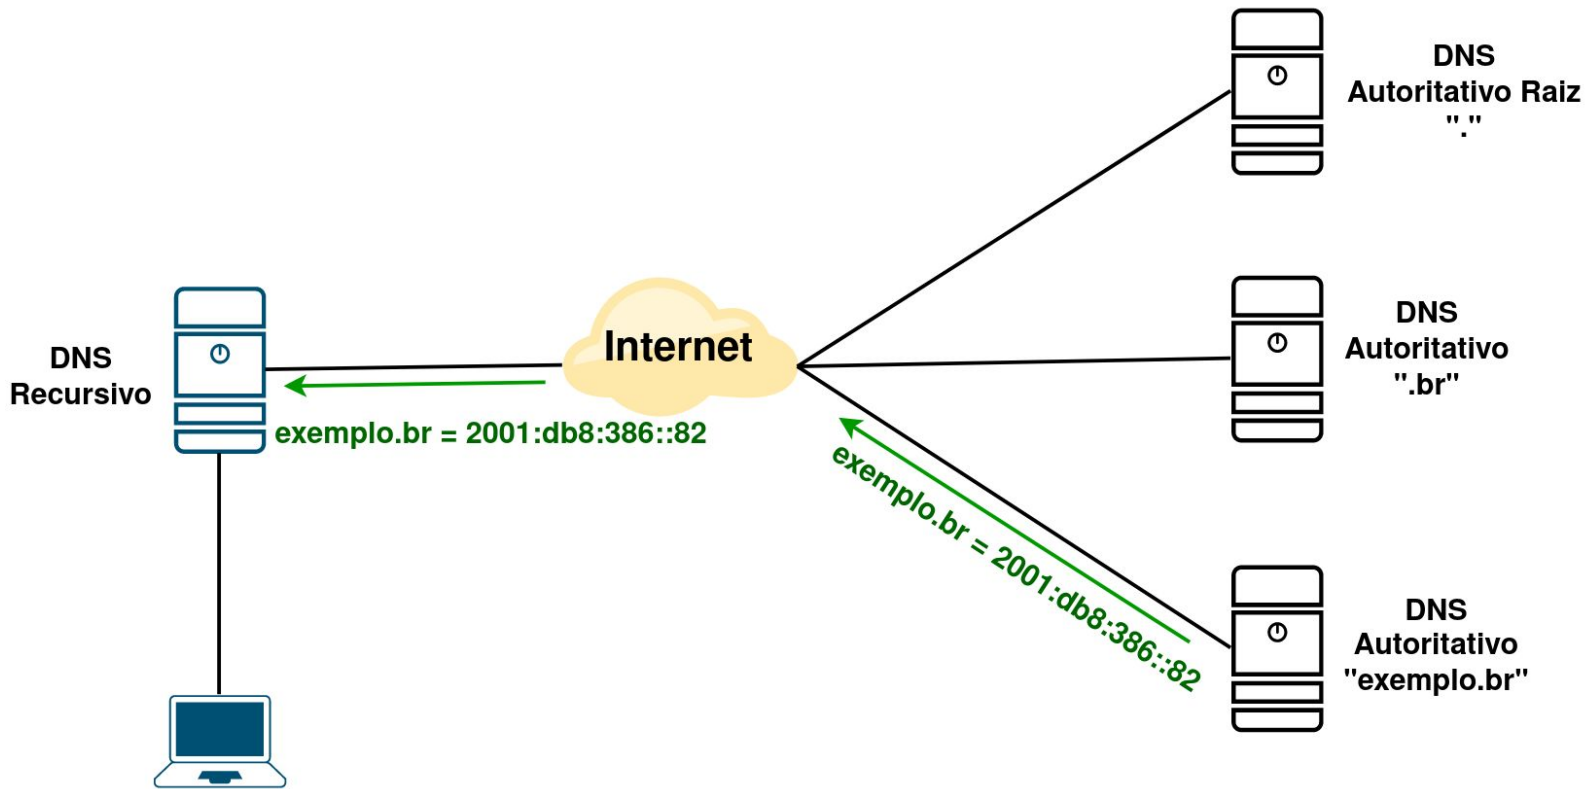 DNS
Autoritativo Raiz
"."
DNS
Recursivo
Internet
exemplo.br = 2001:db8:386::82
DNS
Autoritativo
".br"
exemplo.br = 2001:db8:386::82
DNS
Autoritativo
"exemplo.br"